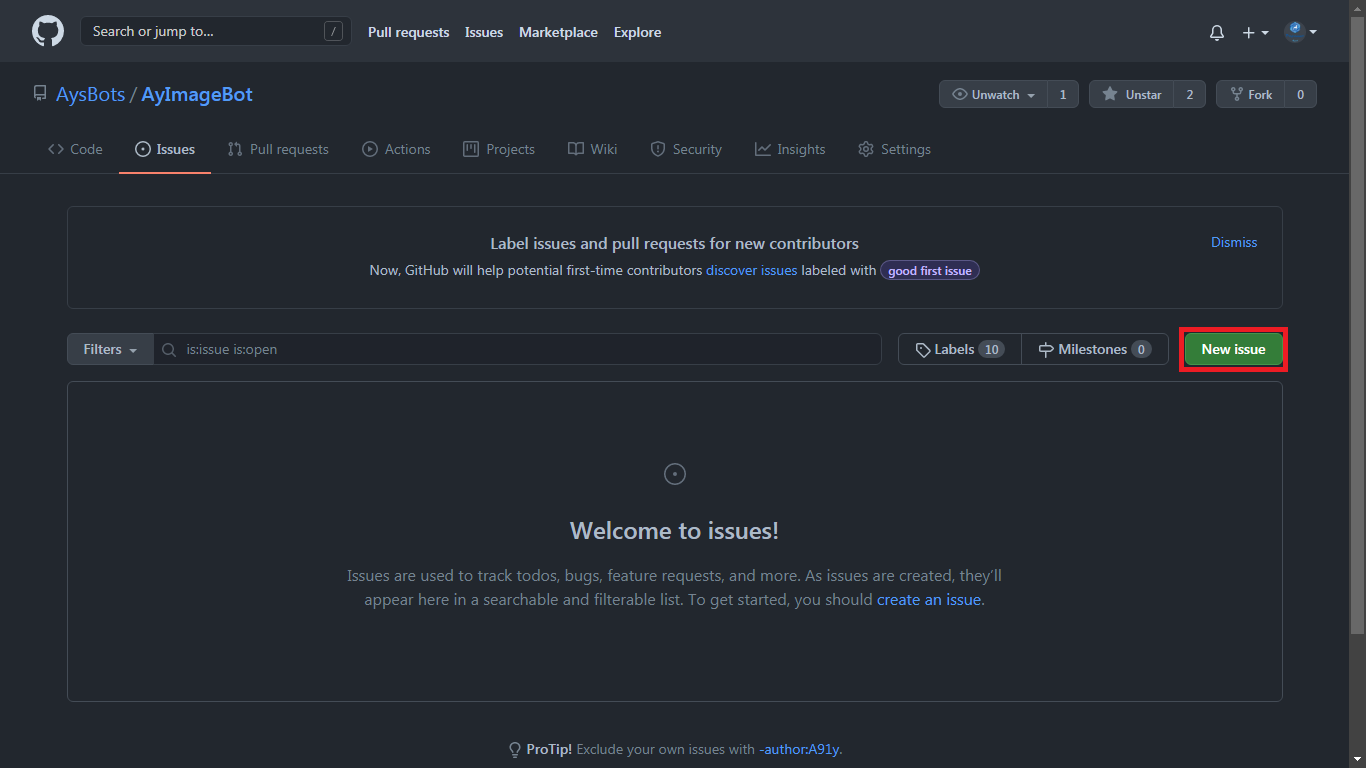 Search or jump to... /
Pull requests Issues Marketplace Explore
AysBots / AyImageBot
Unwatch 1 Unstar 2 Fork 0
Code Issues Pull requests Actions Projects Wiki Security Insights Settings
Label issues and pull requests for new contributors
Dismiss
Now, GitHub will help potential first-time contributors discover issues labeled with good first issue
Filters is:issue is:open Labels 10 Milestones 0 New issue
Welcome to issues!
Issues are used to track todos, bugs, feature requests, and more. As issues are created, they’ll
appear here in a searchable and filterable list. To get started, you should create an issue.
ProTip! Exclude your own issues with -author:A91y.